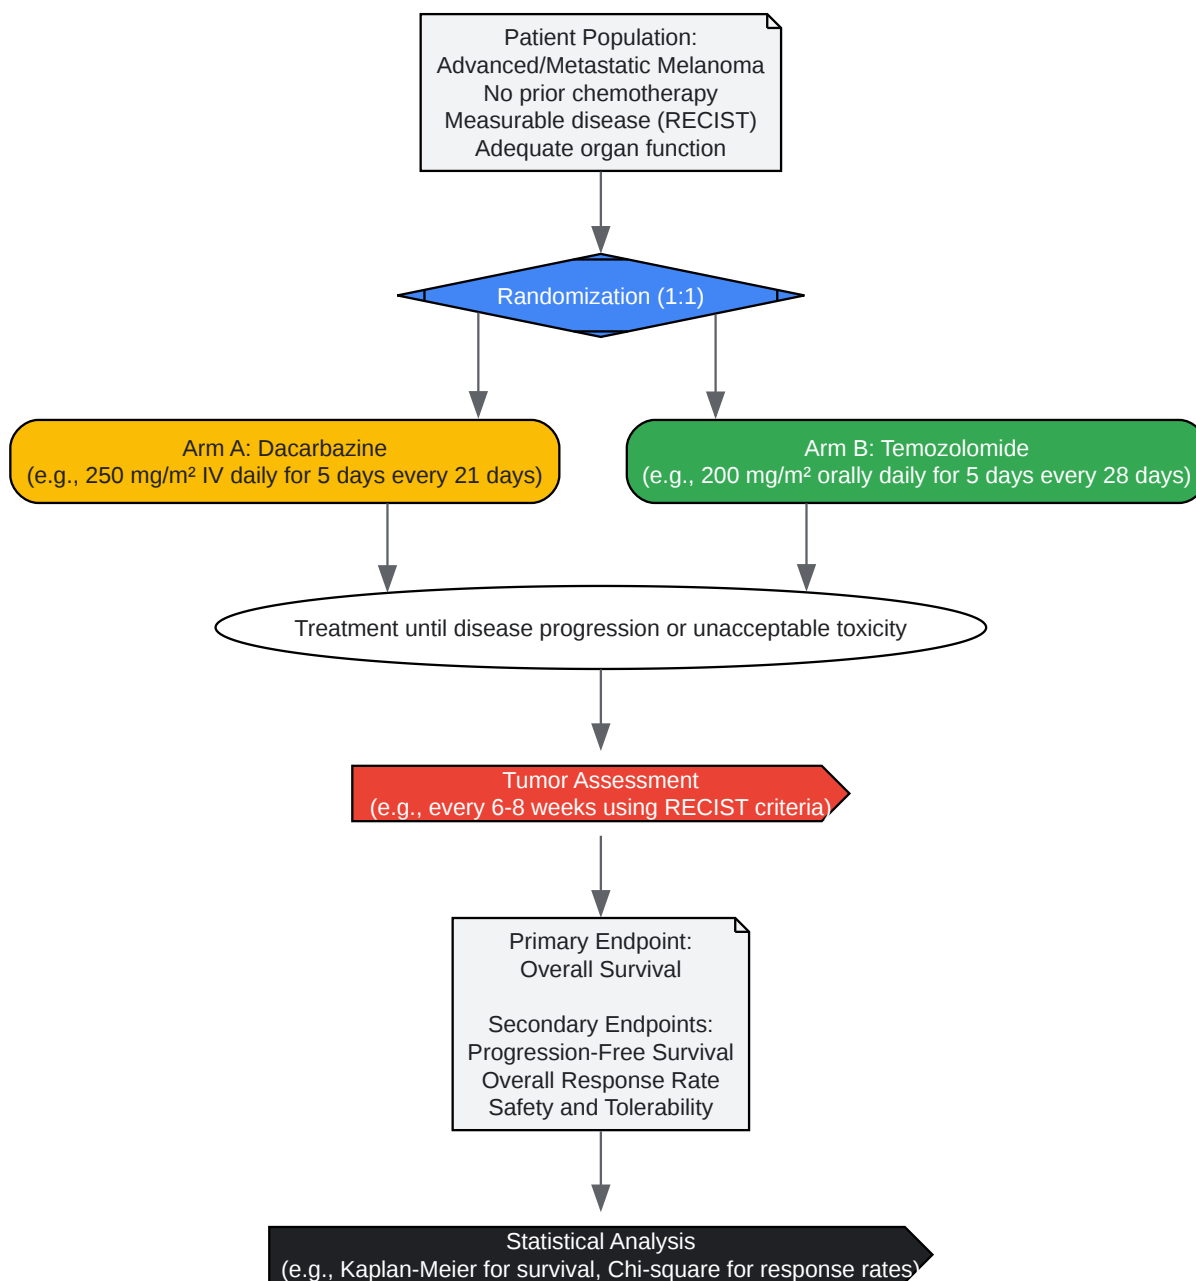 Patient Population:
Advanced/Metastatic Melanoma
No prior chemotherapy
Measurable disease (RECIST)
Adequate organ function
Randomization (1:1)
Arm A: Dacarbazine
(e.g., 250 mg/m² IV daily for 5 days every 21 days)
Arm B: Temozolomide
(e.g., 200 mg/m² orally daily for 5 days every 28 days)
Treatment until disease progression or unacceptable toxicity
Tumor Assessment
(e.g., every 6-8 weeks using RECIST criteria)
Primary Endpoint:
Overall Survival
Secondary Endpoints:
Progression-Free Survival
Overall Response Rate
Safety and Tolerability
Statistical Analysis
(e.g., Kaplan-Meier for survival, Chi-square for response rates)